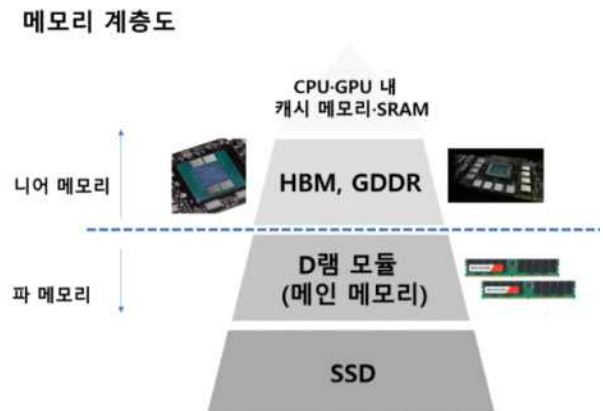 메모리 계층도
CPU·GPU 내
캐시 메모리·SRAM
니어 메모리
HBM, GDDR
파 메모리
D램 모듈
(메인 메모리)
SSD